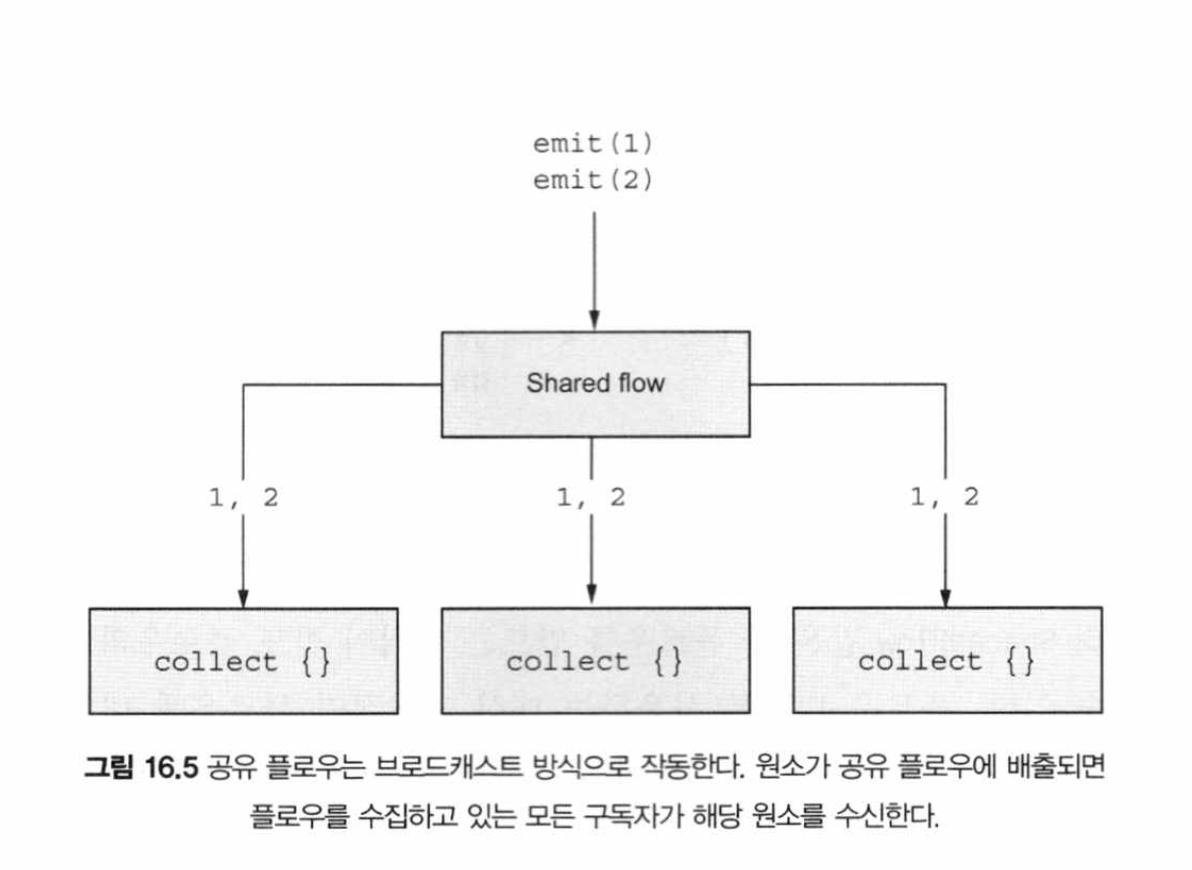 emit(1)
emit(2)
Shared flow
1, 2
1, 2
1, 2
collect {}
collect {}
collect {}
그림 16.5 공유 플로우는 브로드캐스트 방식으로 작동한다. 원소가 공유 플로우에 배출되면
플로우를 수집하고 있는 모든 구독자가 해당 원소를 수신한다.